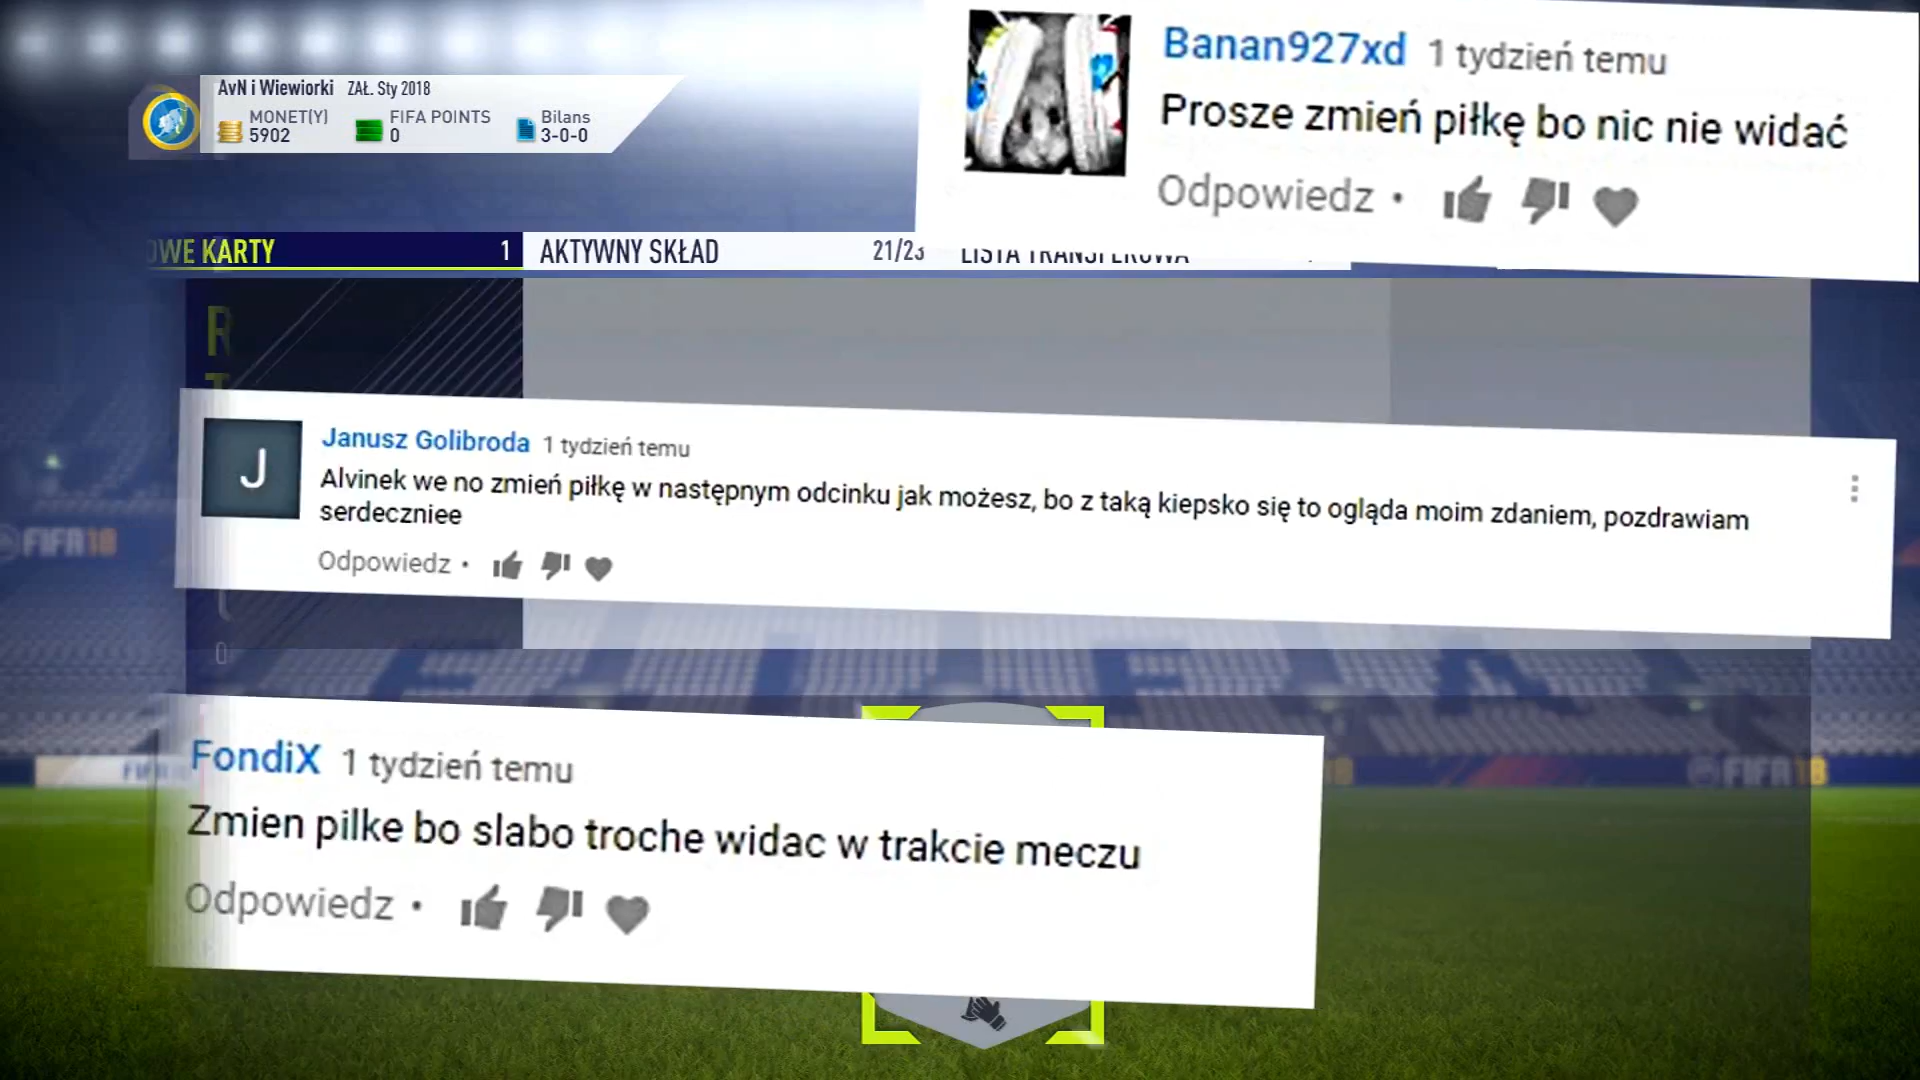 AvN i Wiewiorki ZAŁ. Sty 2018
MONET(Y)
5902
FIFA POINTS
0
Bilans
3-0-0
Banan927xd 1 tydzień temu
Prosze zmień piłkę bo nic nie widać
Odpowiedz •
OWE KARTY 1
AKTYWNY SKŁAD 21/23
LISTA TRANSFEROWA
Janusz Golibroda 1 tydzień temu
J
Alvinek we no zmień piłkę w następnym odcinku jak możesz, bo z taką kiepsko się to ogląda moim zdaniem, pozdrawiam
serdeczniee
Odpowiedz •
FIFA18
FondiX 1 tydzień temu
Zmien pilke bo slabo troche widac w trakcie meczu
Odpowiedz •
FIFA18